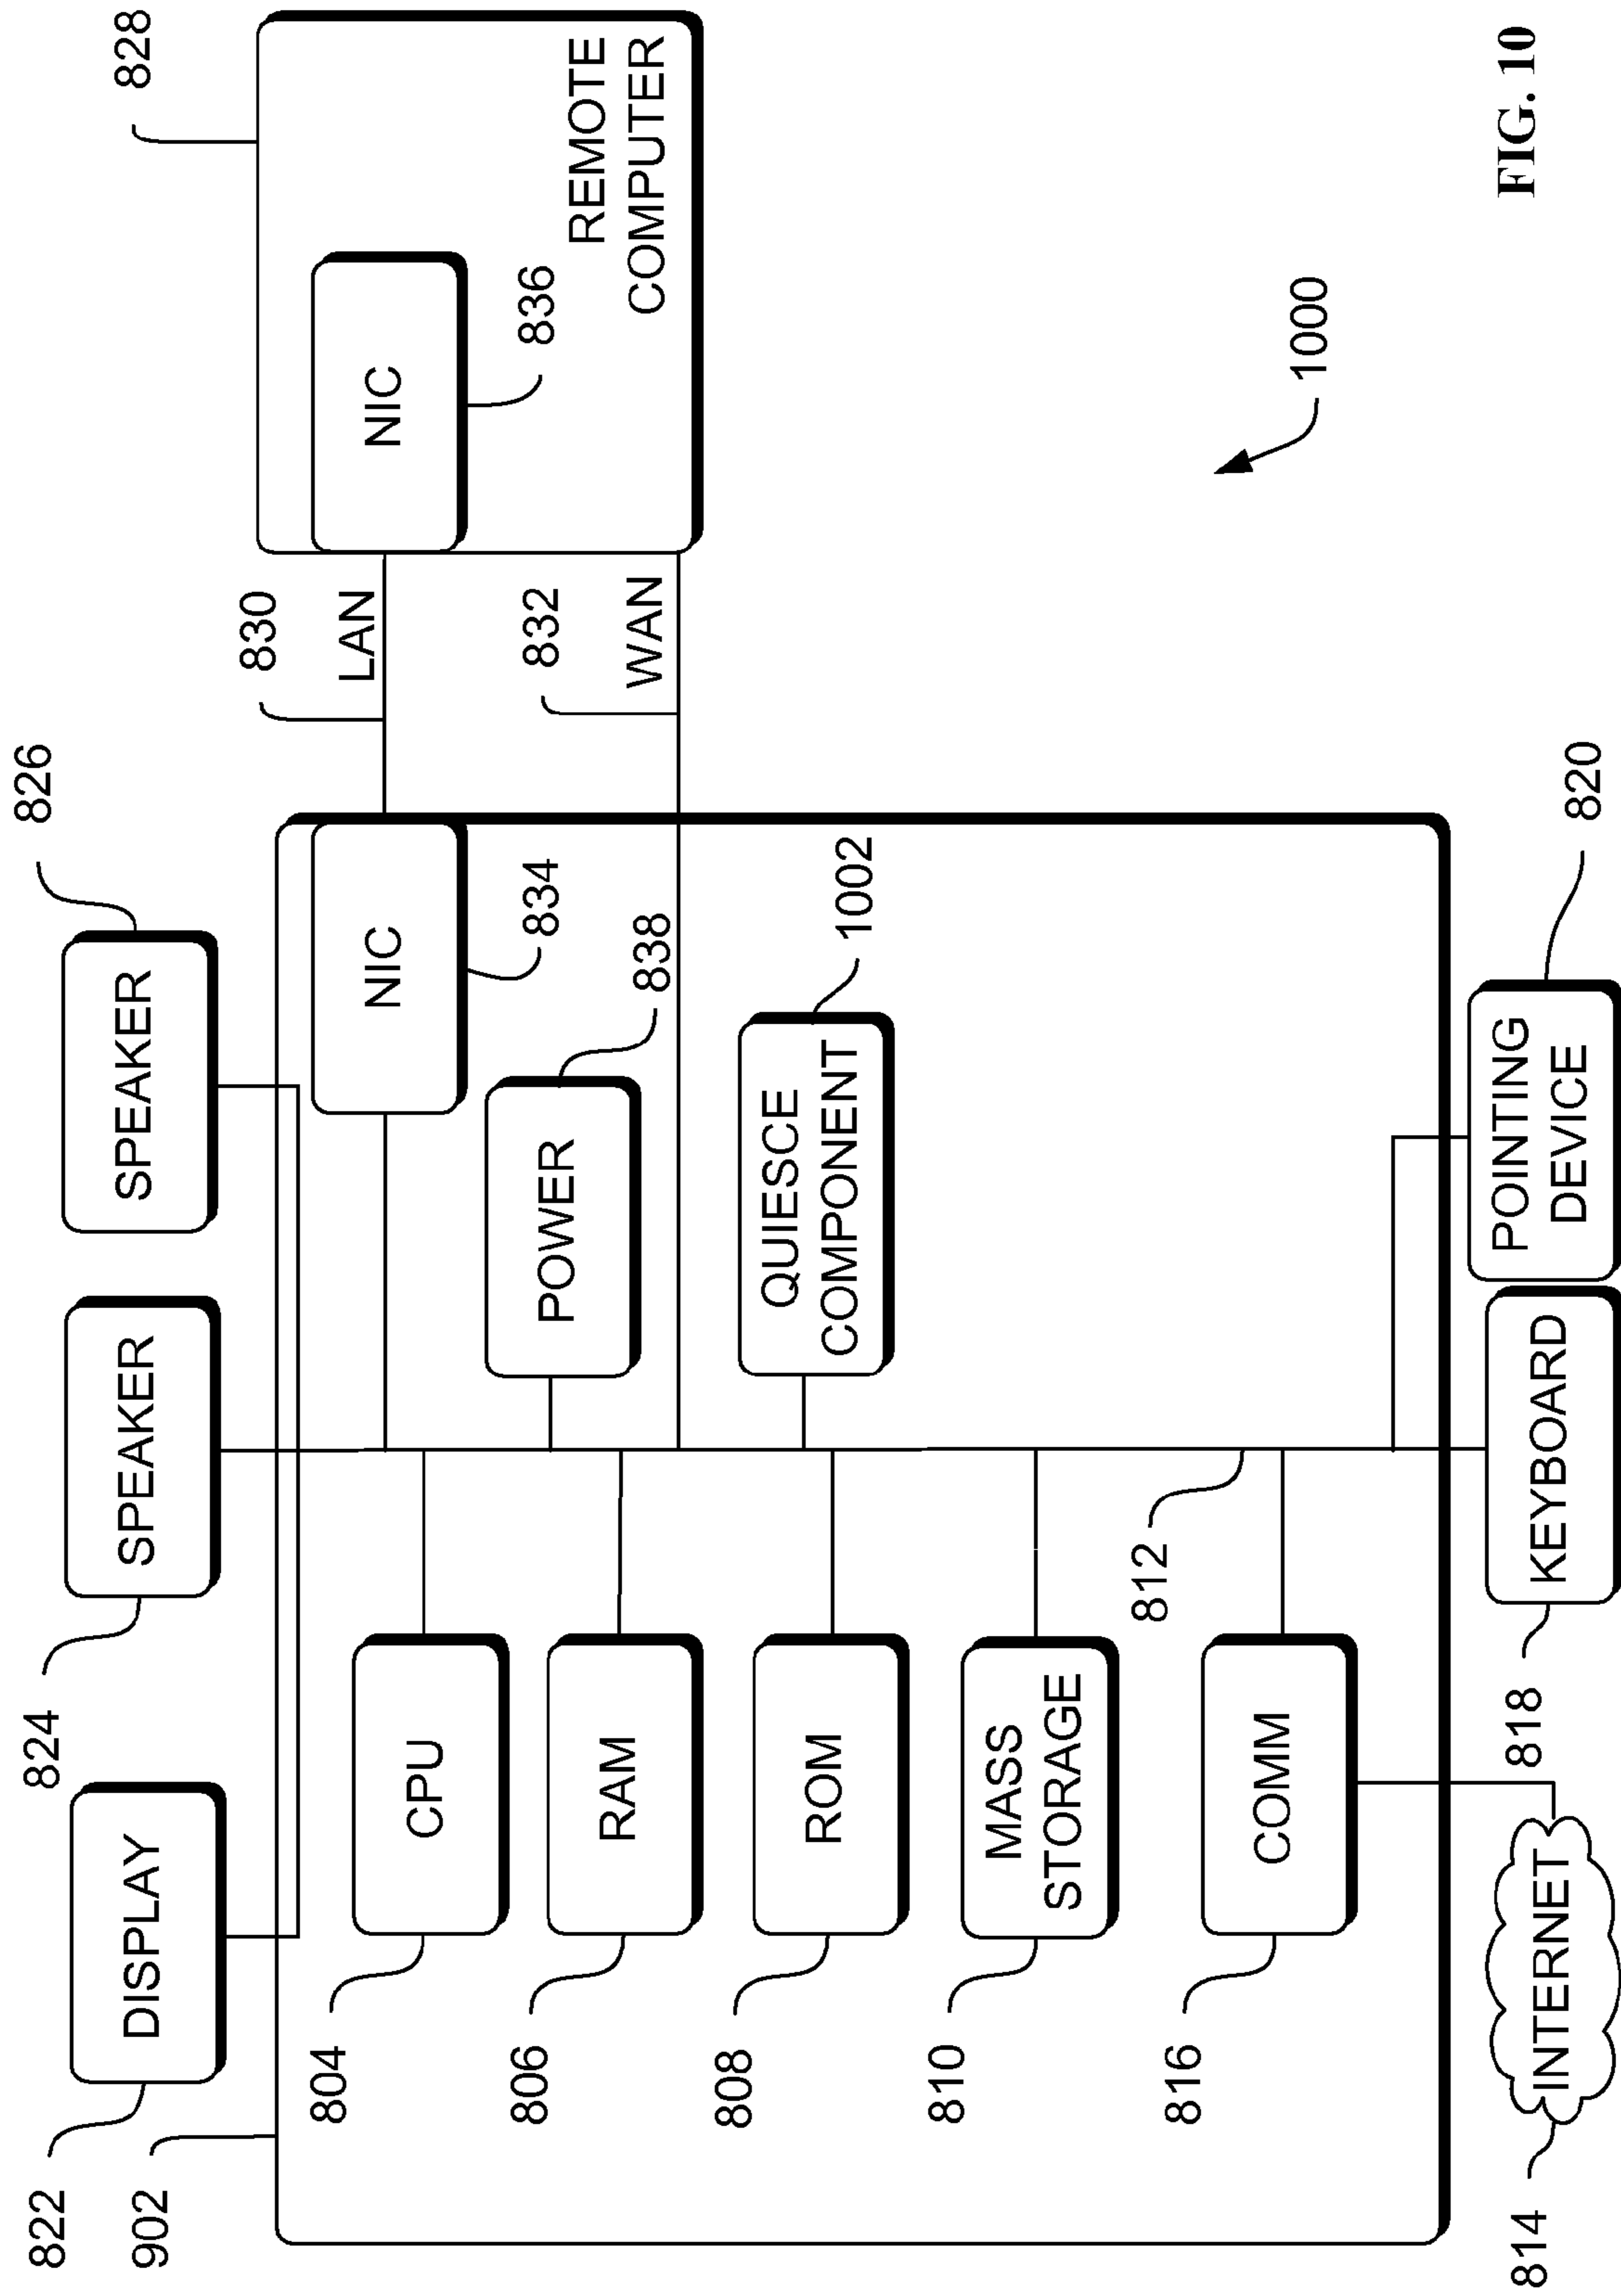 822
824
826
828
DISPLAY
SPEAKER
SPEAKER
902
830
LAN
NIC
836
REMOTE
COMPUTER
804
CPU
NIC
834
832
WAN
806
RAM
POWER
838
808
ROM
QUIESCE
COMPONENT
1002
810
MASS
STORAGE
812
816
COMM
1000
814
INTERNET
818
KEYBOARD
POINTING
DEVICE
820
FIG. 10